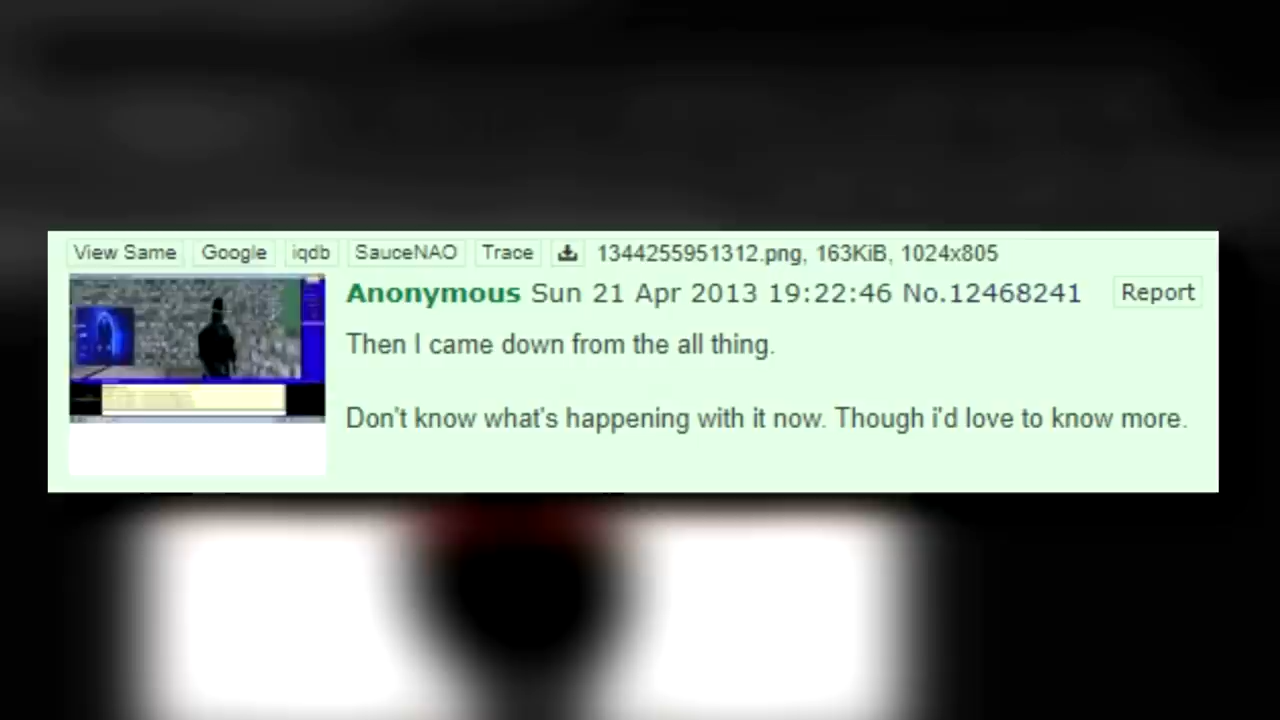 View Same Google iqdb SauceNAO Trace 1344255951312.png, 163KiB, 1024x805
Anonymous Sun 21 Apr 2013 19:22:46 No.12468241 Report
Then I came down from the all thing.
Don't know what's happening with it now. Though i'd love to know more.